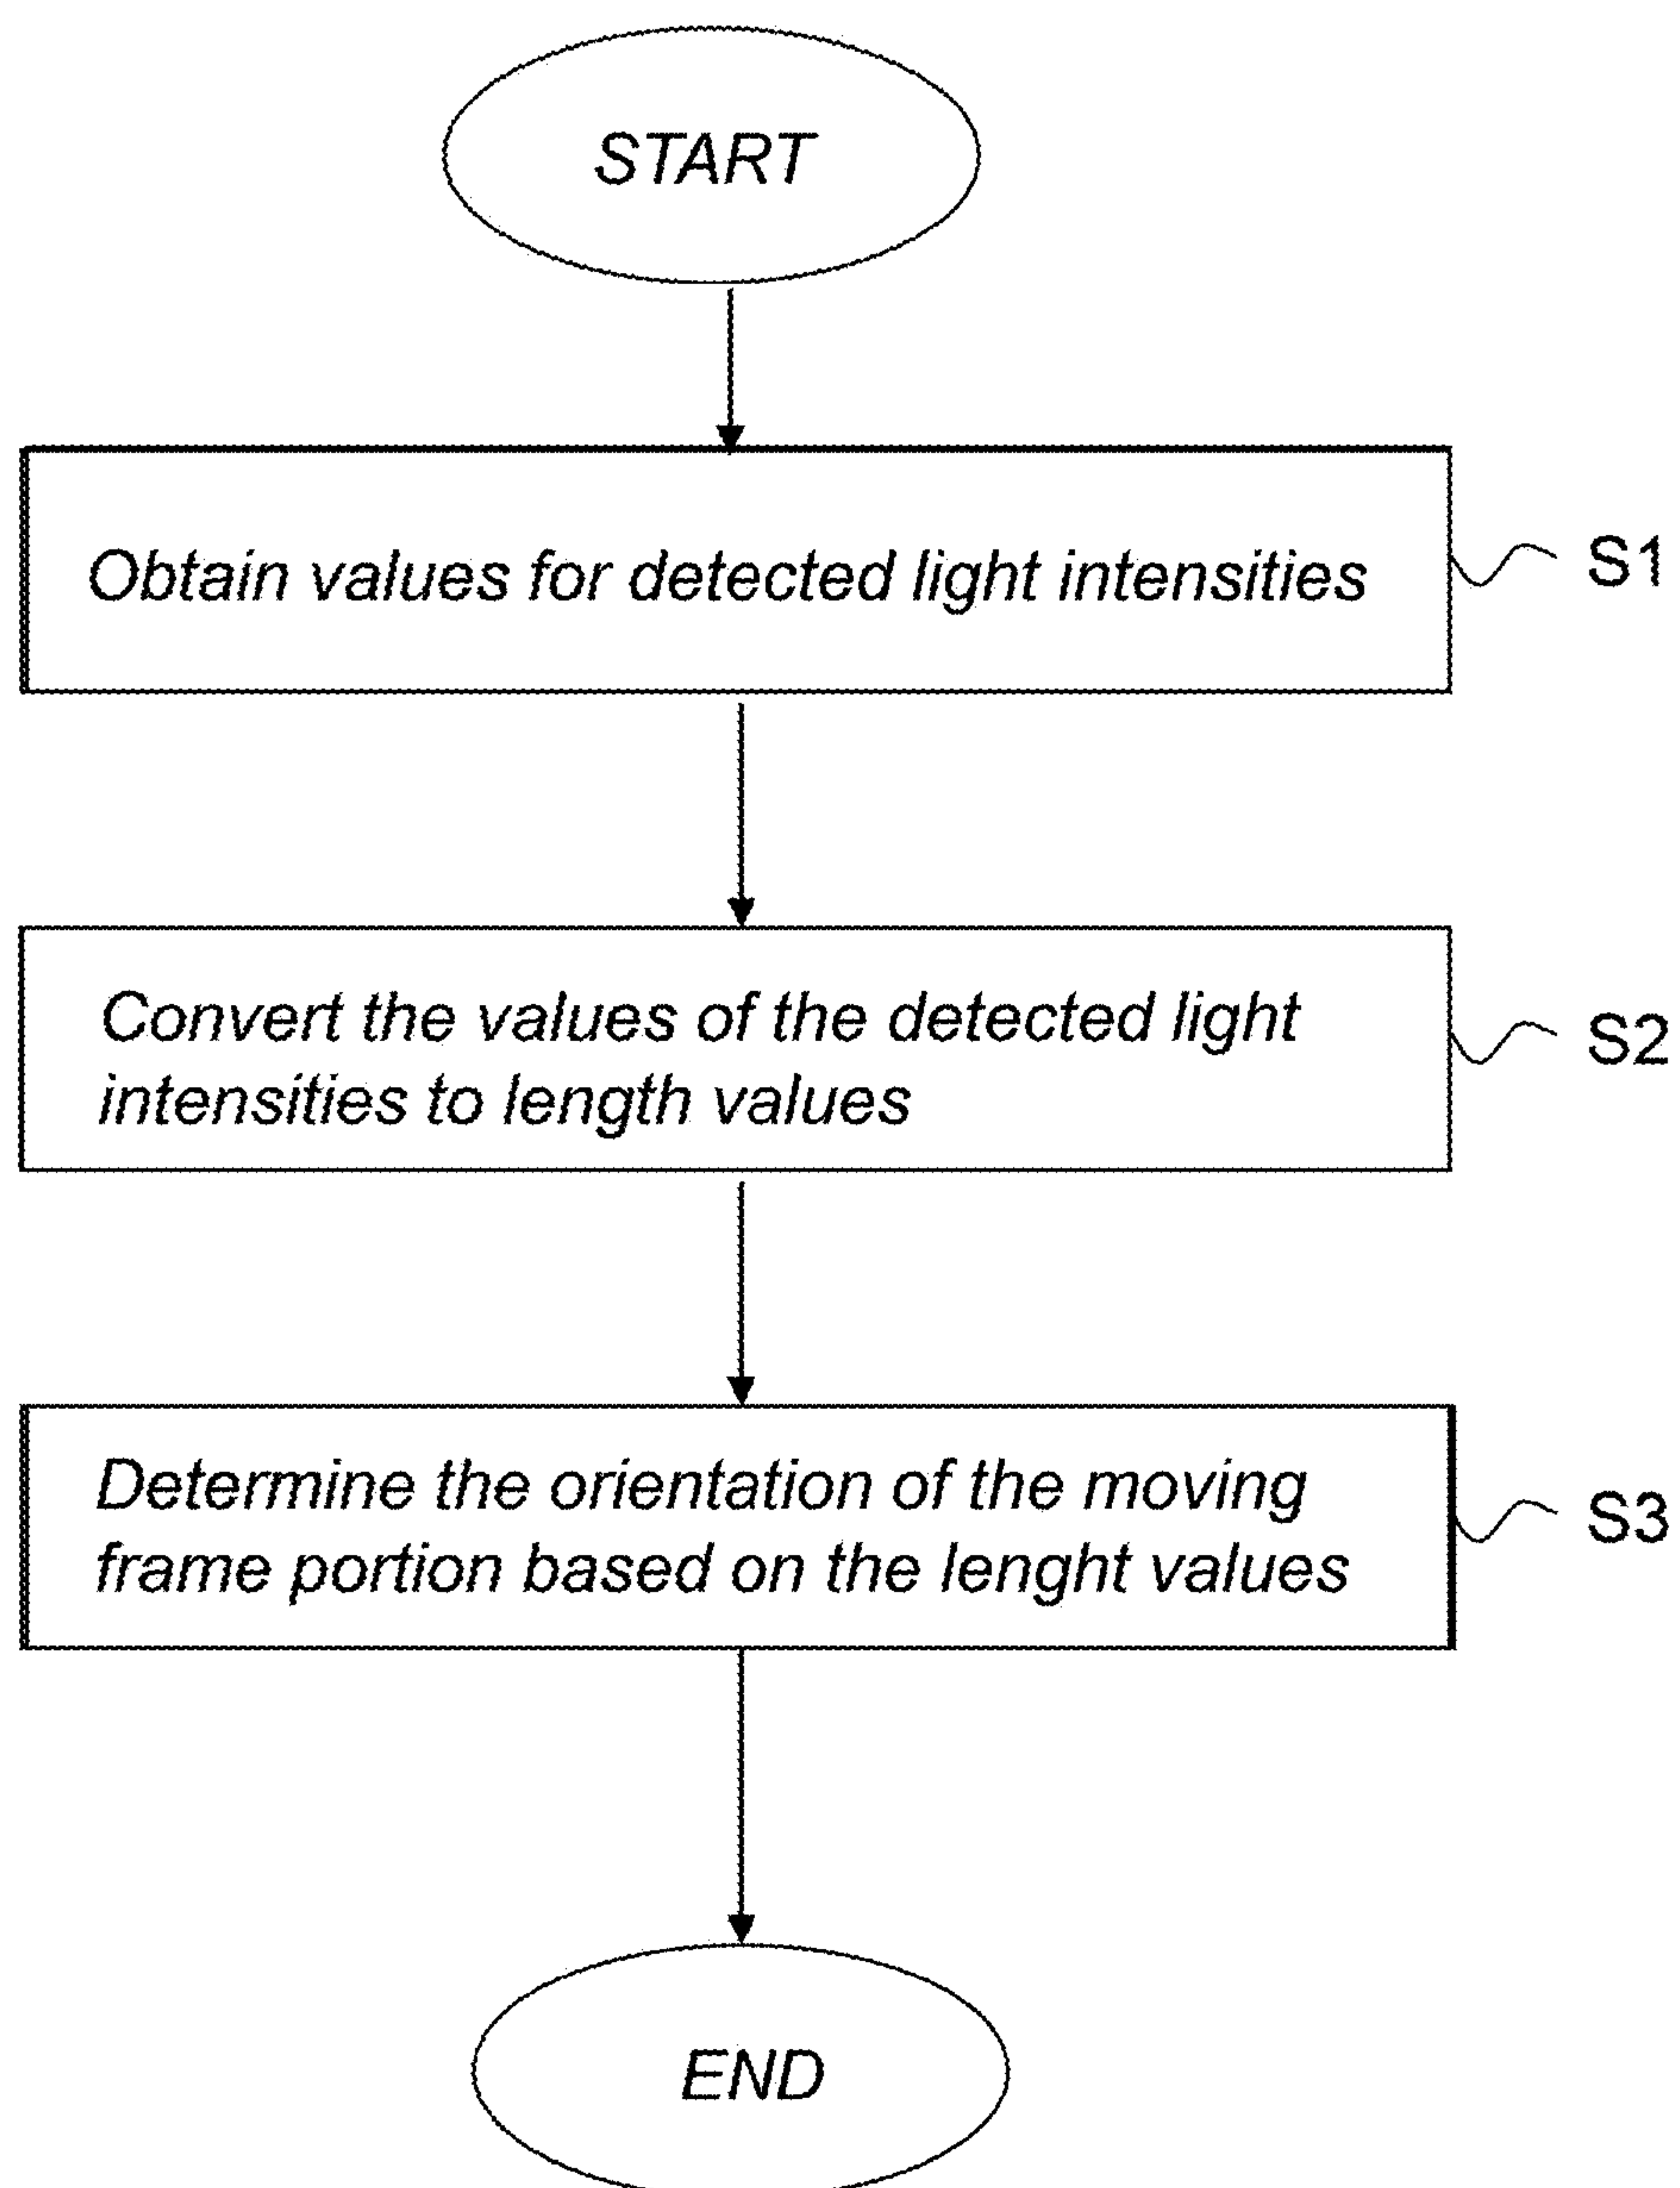 START
Obtain values for detected light intensities
S1
Convert the values of the detected light
intensities to length values
S2
Determine the orientation of the moving
frame portion based on the lenght values
S3
END